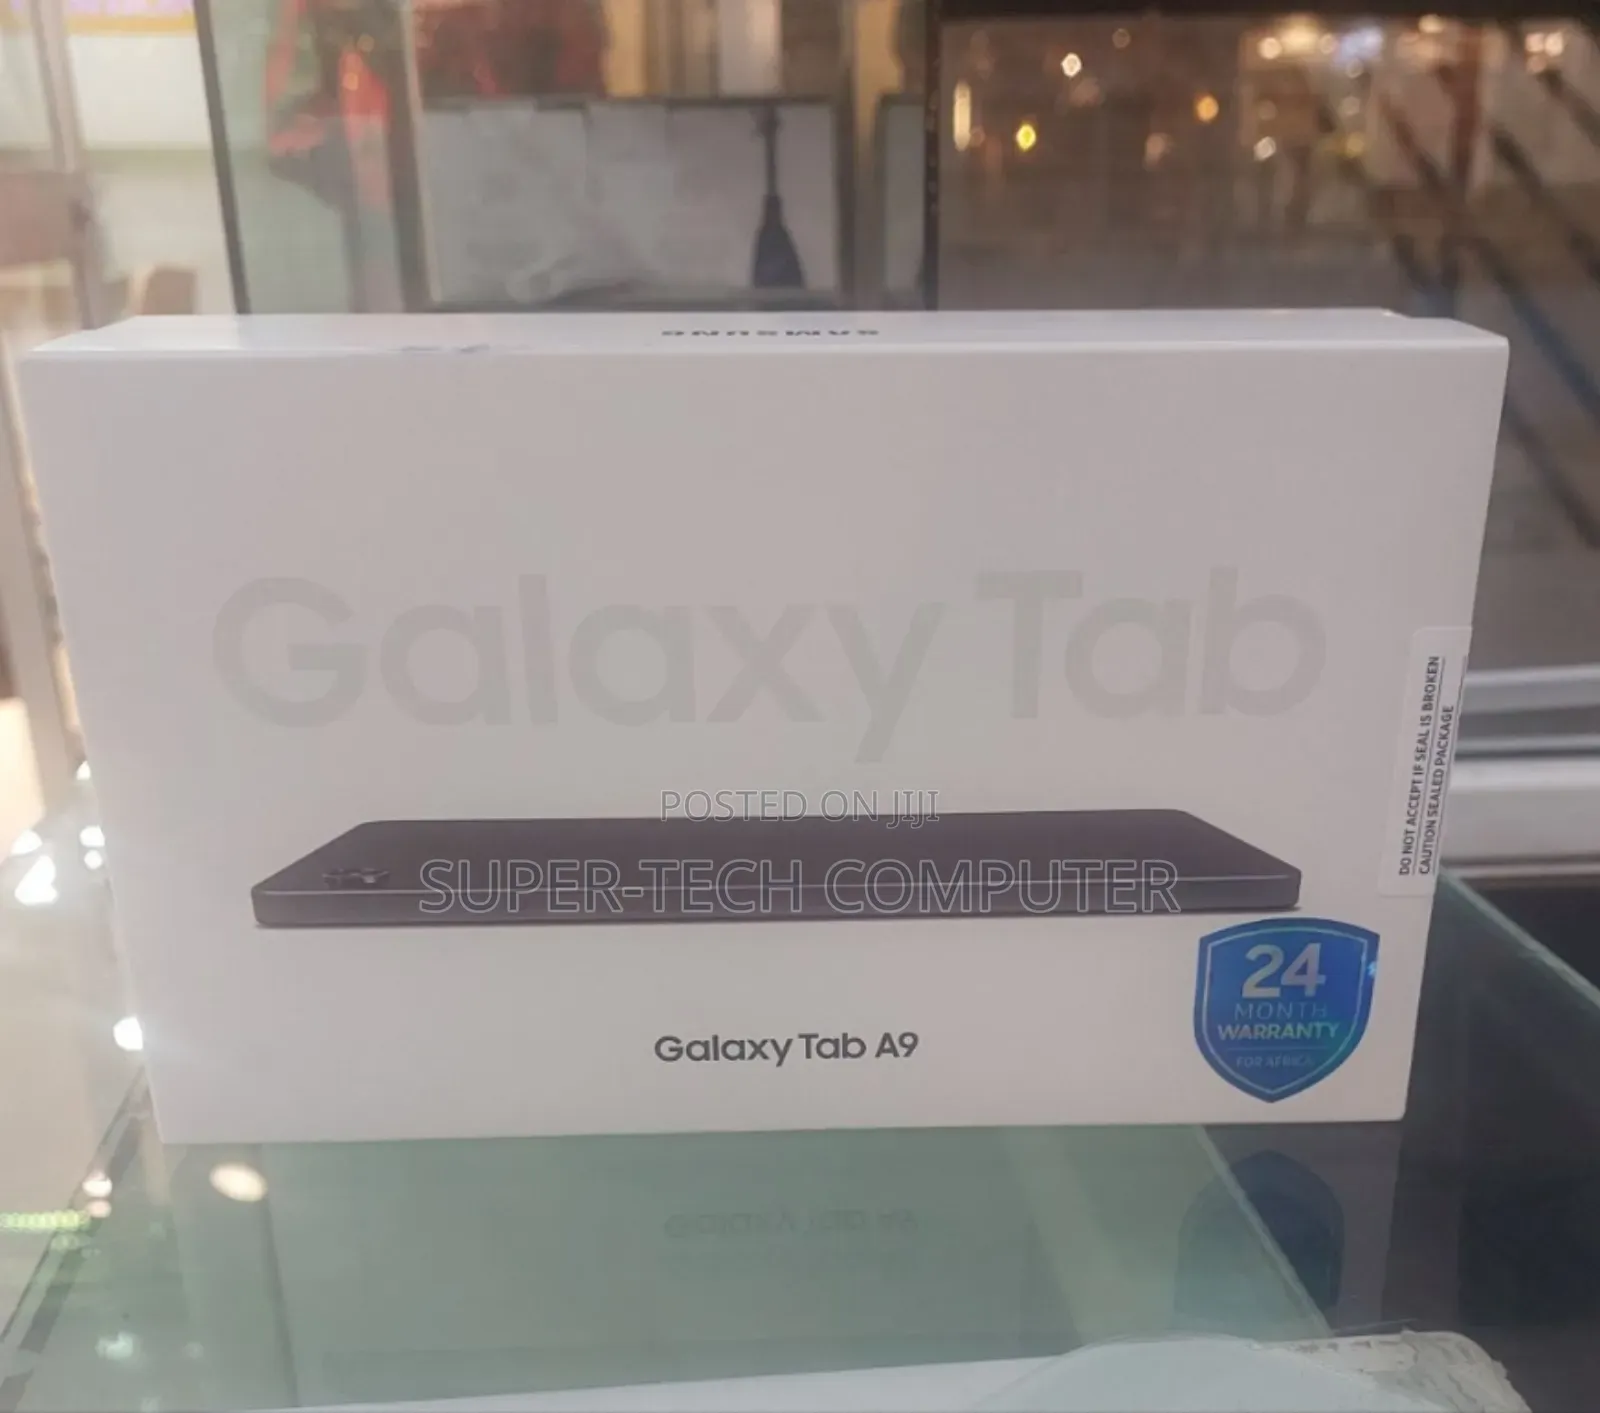 SAMSUNG
Galaxy Tab
DO NOT ACCEPT IF SEAL IS BROKEN
CAUTION SEALED PACKAGE
POSTED ON JIJI
SUPER-TECH COMPUTER
24
MONTH
WARRANTY
FOR AFRICA
Galaxy Tab A9